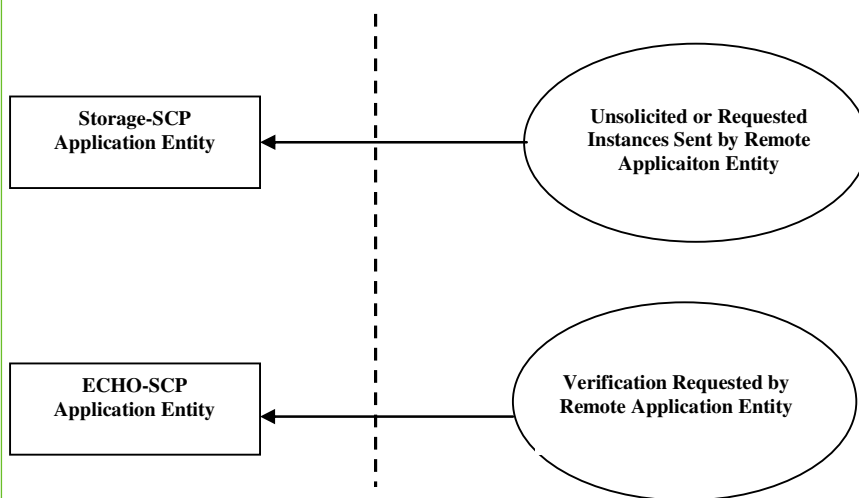 Storage-SCP
Application Entity
Unsolicited or Requested
Instances Sent by Remote
Applicaiton Entity
ECHO-SCP
Application Entity
Verification Requested by
Remote Application Entity